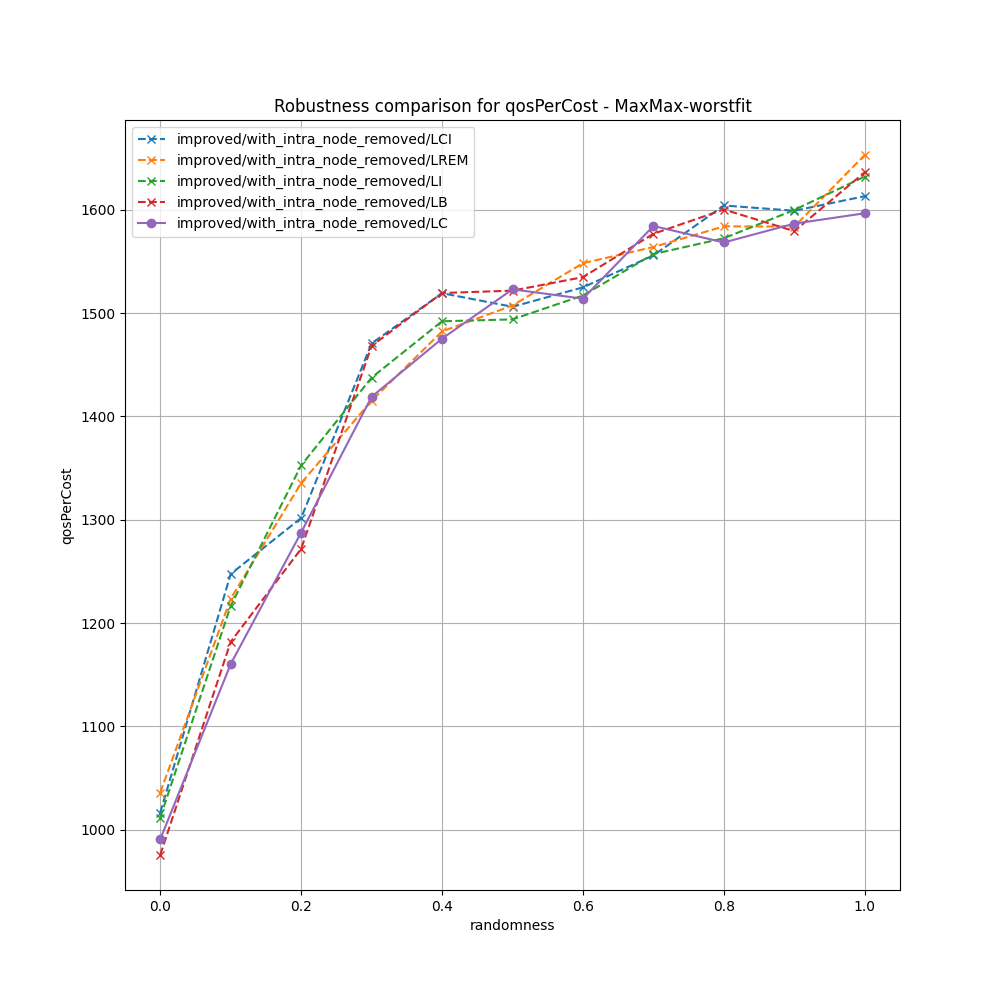 Robustness comparison for qosPerCost - MaxMax-worstfit
improved/with_intra_node_removed/LCI
improved/with_intra_node_removed/LREM
improved/with_intra_node_removed/LI
improved/with_intra_node_removed/LB
improved/with_intra_node_removed/LC
1600
1500
1400
1300
1200
1100
1000
qosPerCost
0.0 0.2 0.4 0.6 0.8 1.0
randomness